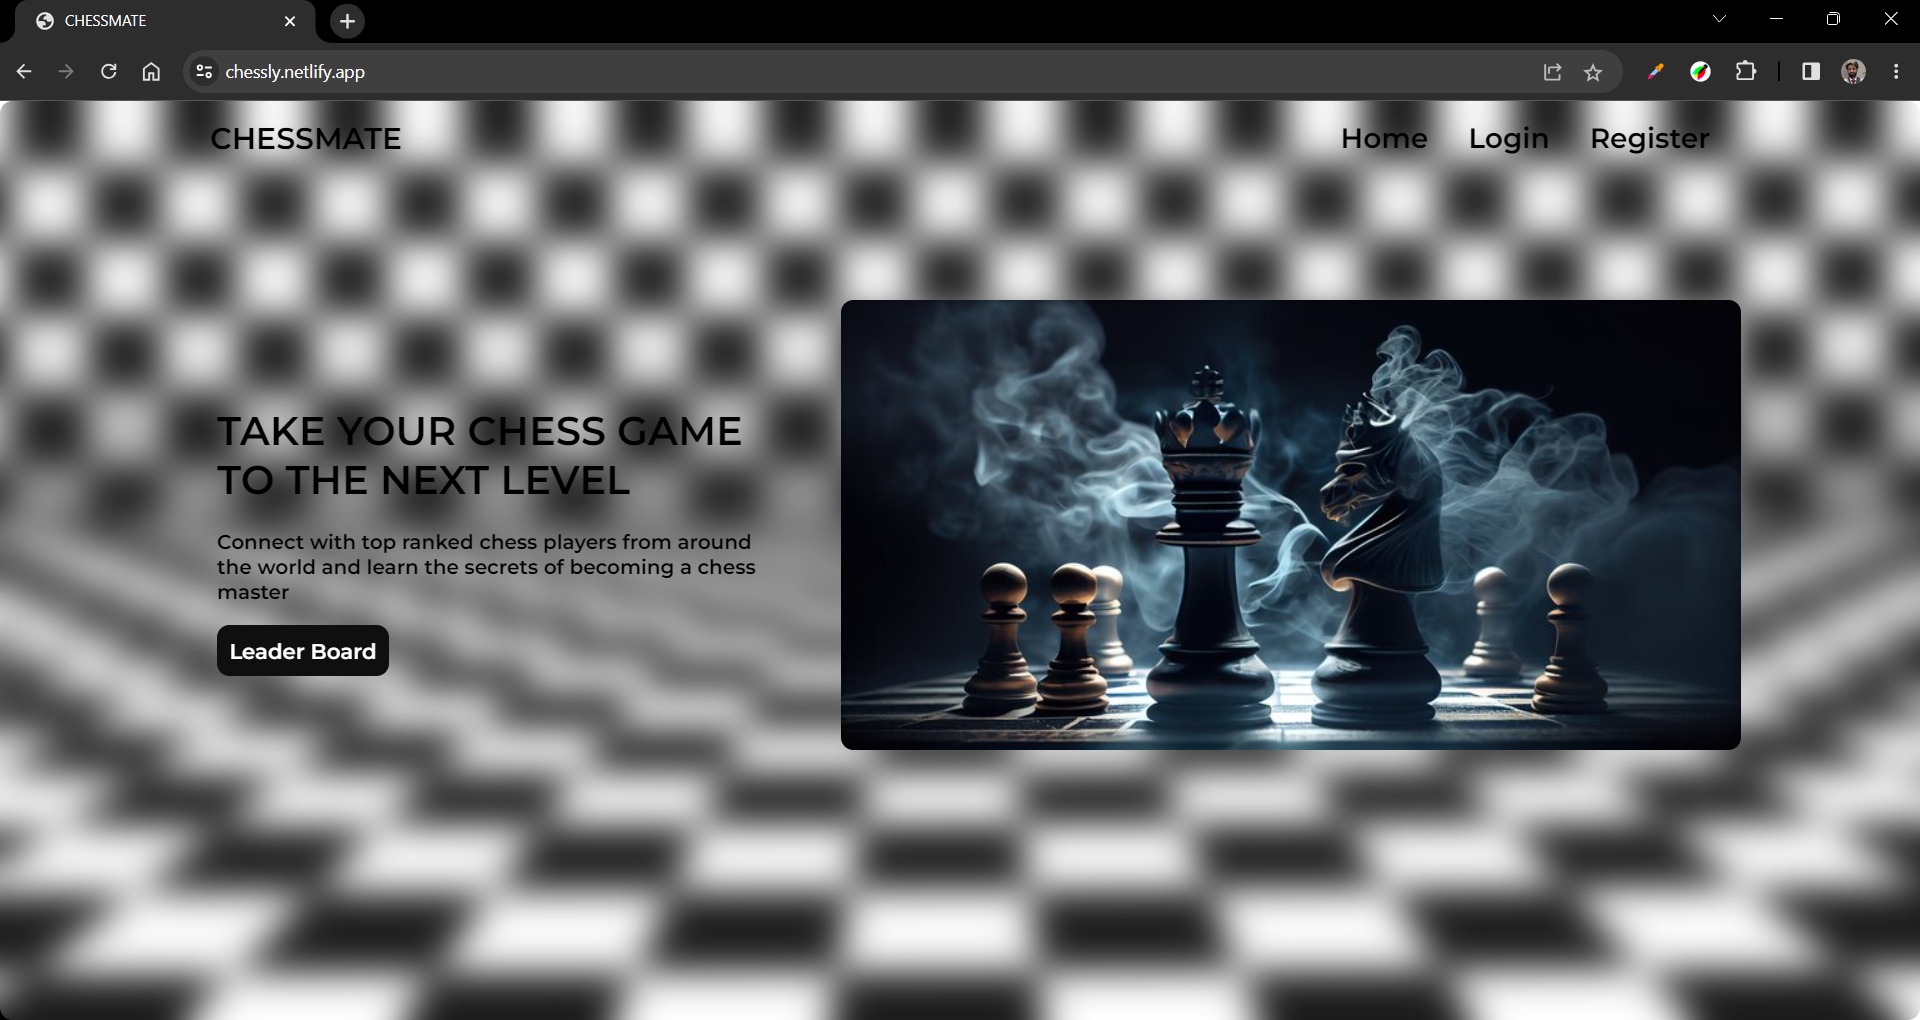 CHESSMATE
chessly.netlify.app
CHESSMATE
Home Login Register
TAKE YOUR CHESS GAME
TO THE NEXT LEVEL
Connect with top ranked chess players from around
the world and learn the secrets of becoming a chess
master
Leader Board